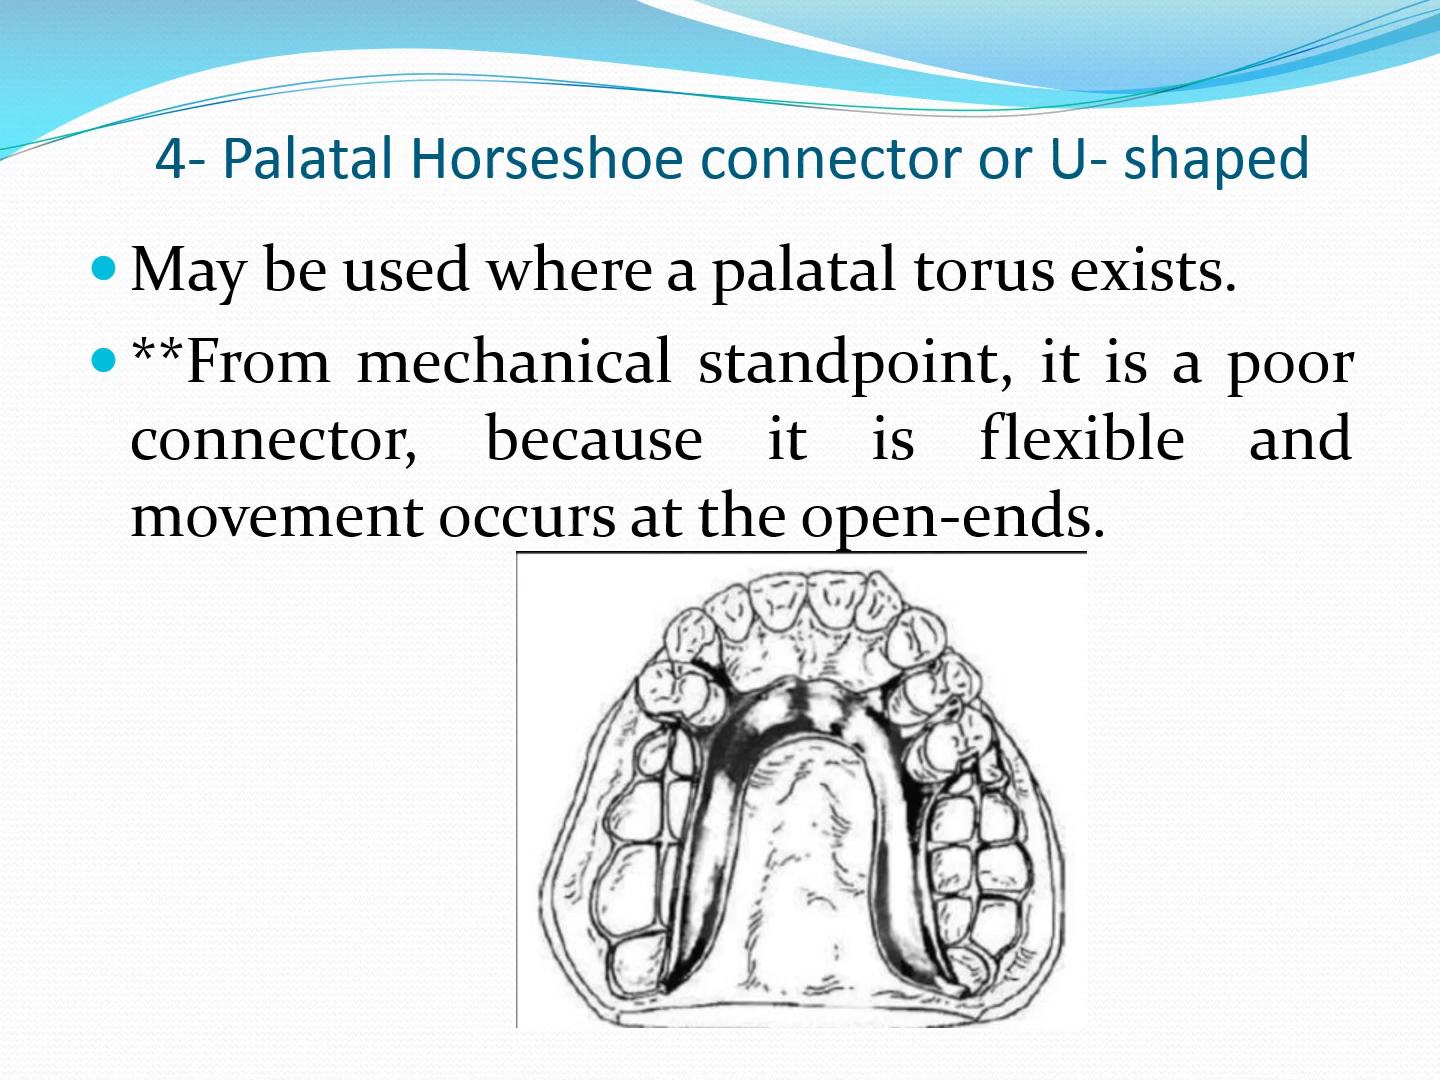 4- Palatal Horseshoe connector or U- shaped
• May be used where a palatal torus exists.
• **From mechanical standpoint, it is a poor
connector, because it is flexible and
movement occurs at the open-ends.